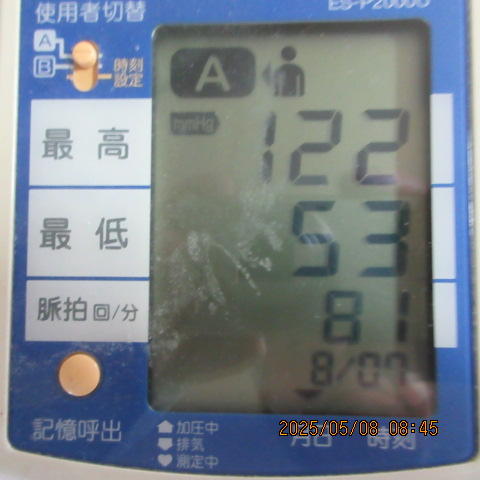 使用者切替
ES-P2000
A
B
時刻
設定
A
mmHg
最高
122
最低
53
脈拍 回/分
81
8/07
記憶呼出
加圧中
排気
測定中
月日 時刻
2025/05/08 08:45